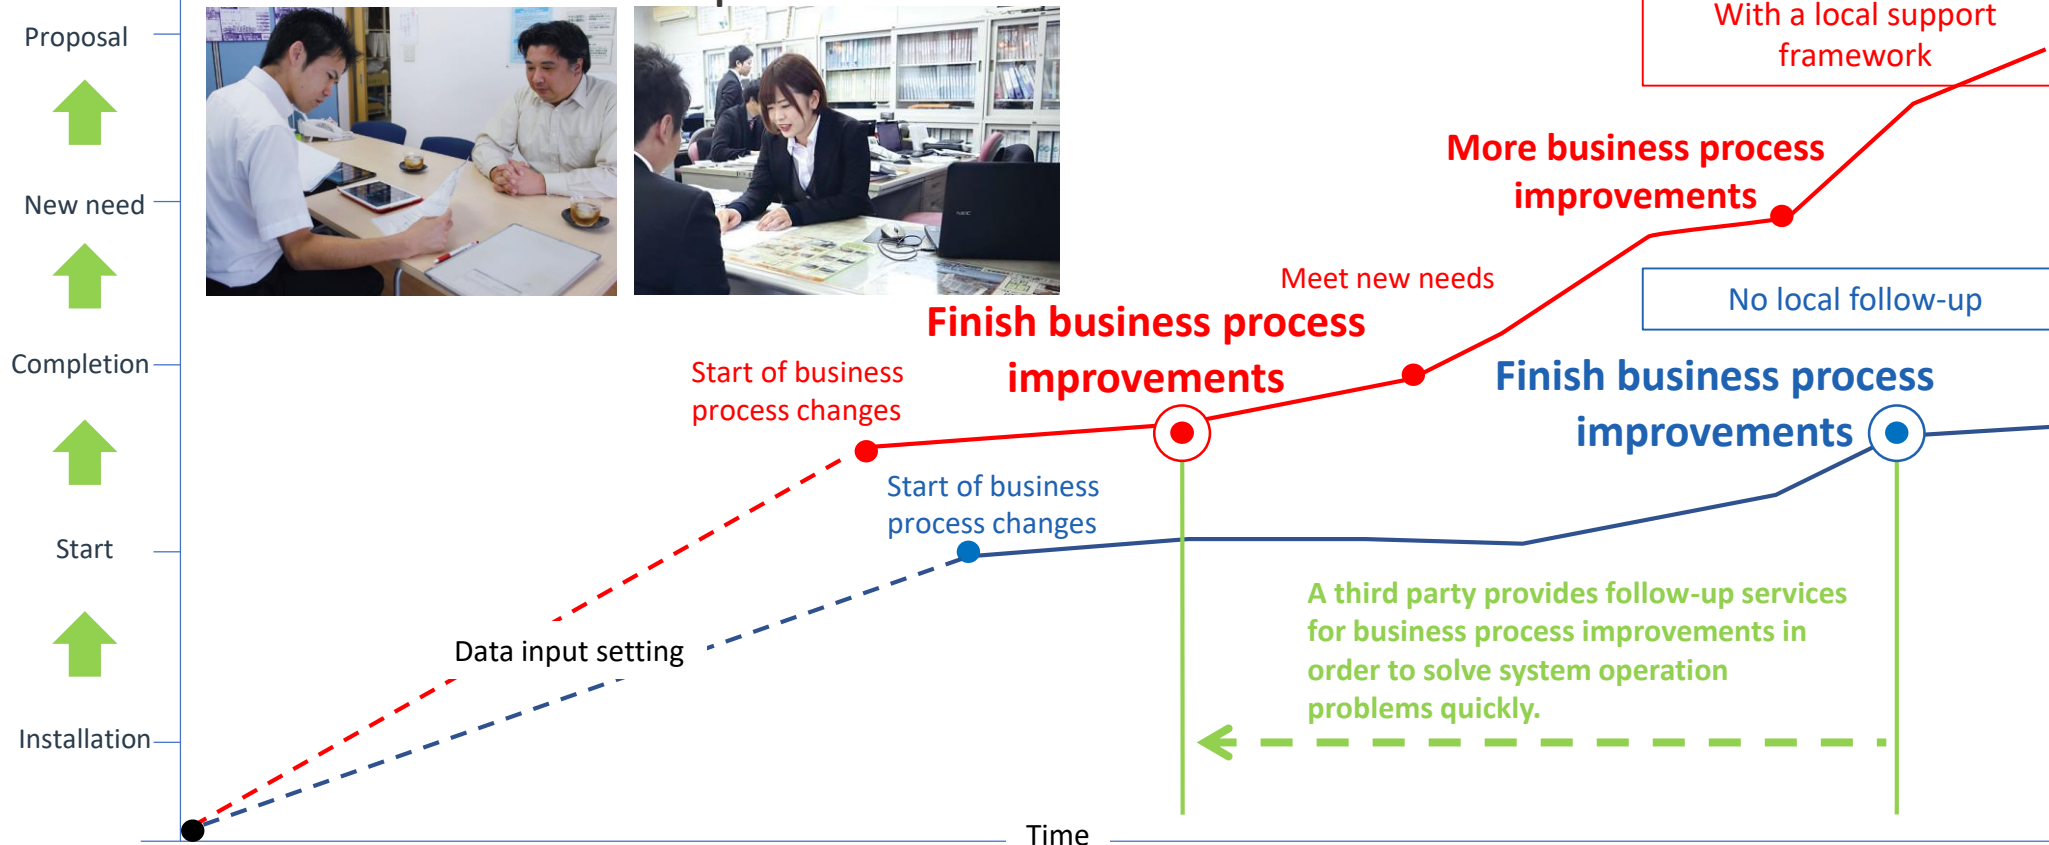 Proposal
New need
Completion
Start
Installation
With a local support
framework
More business process
improvements
Meet new needs
No local follow-up
Finish business process
improvements
Start of business
process changes
Finish business process
improvements
Start of business
process changes
A third party provides follow-up services
for business process improvements in
order to solve system operation
problems quickly.
Data input setting
Time
NEC